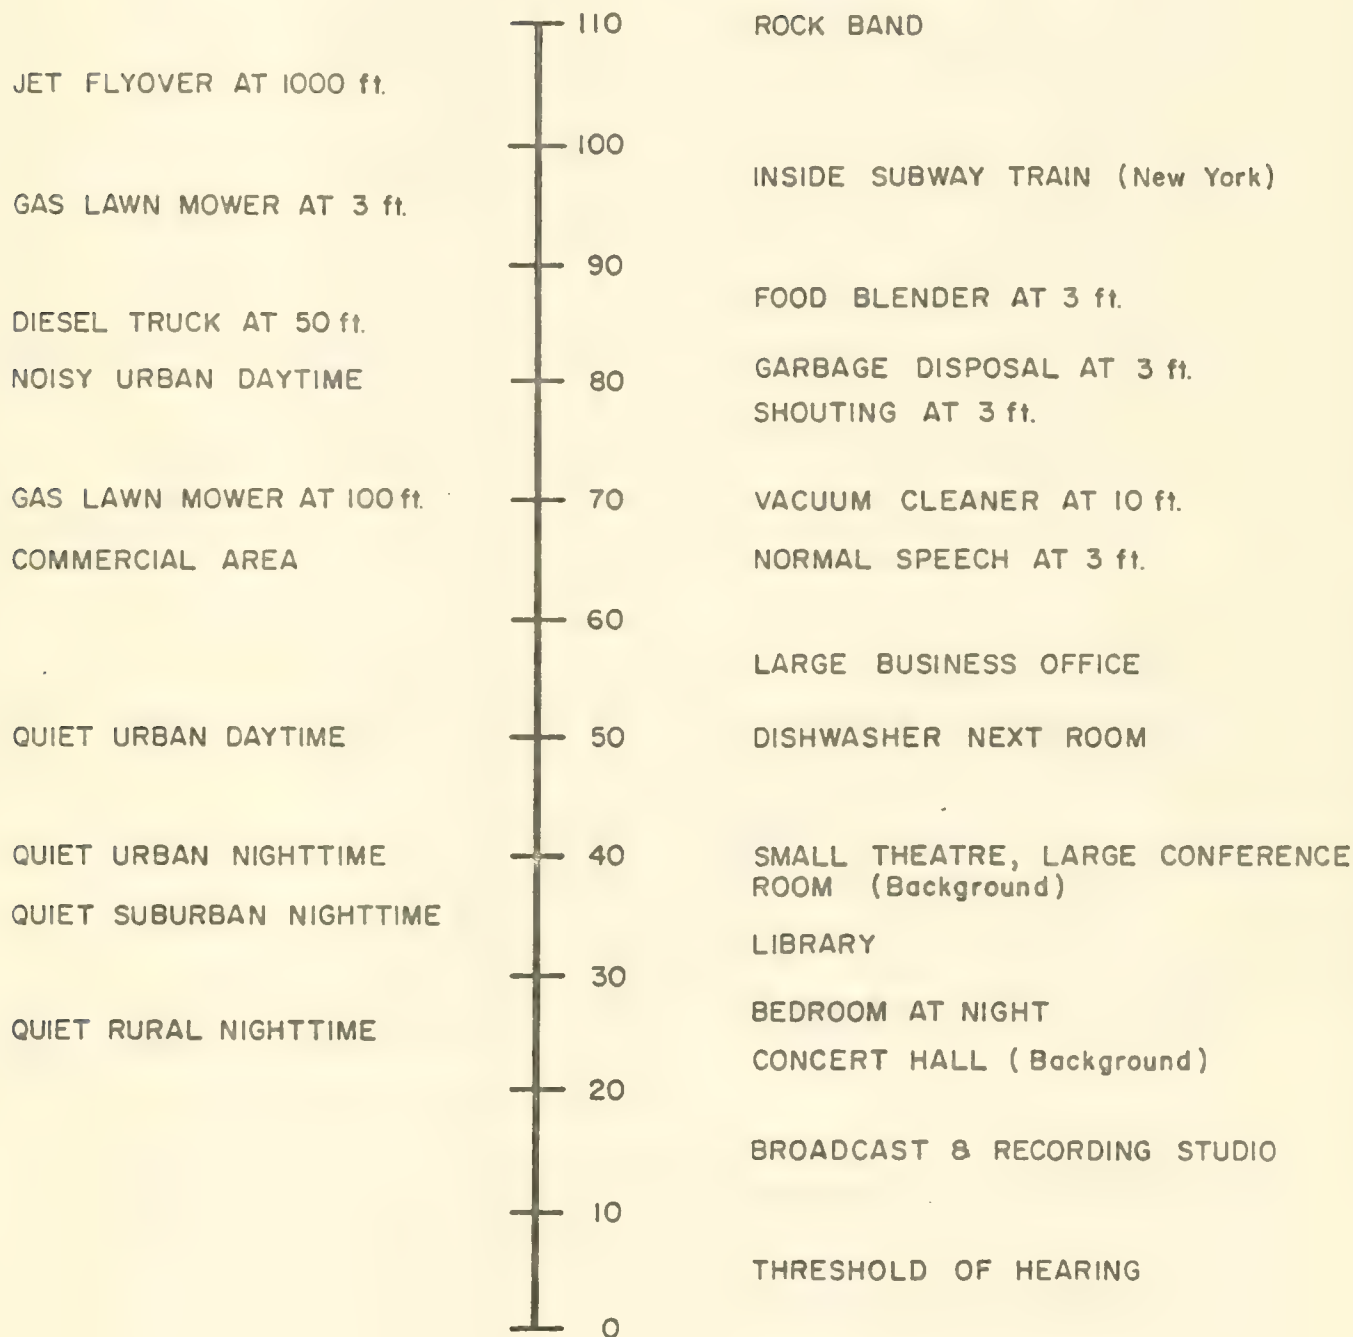 110 ROCK BAND
JET FLYOVER AT 1000 ft.
100
INSIDE SUBWAY TRAIN (New York)
GAS LAWN MOWER AT 3 ft.
90
FOOD BLENDER AT 3 ft.
DIESEL TRUCK AT 50 ft.
GARBAGE DISPOSAL AT 3 ft.
NOISY URBAN DAYTIME 80
SHOUTING AT 3 ft.
GAS LAWN MOWER AT 100 ft. 70 VACUUM CLEANER AT 10 ft.
COMMERCIAL AREA NORMAL SPEECH AT 3 ft.
60
LARGE BUSINESS OFFICE
QUIET URBAN DAYTIME 50 DISHWASHER NEXT ROOM
QUIET URBAN NIGHTTIME 40 SMALL THEATRE, LARGE CONFERENCE
ROOM (Background)
QUIET SUBURBAN NIGHTTIME
LIBRARY
30
BEDROOM AT NIGHT
QUIET RURAL NIGHTTIME
CONCERT HALL (Background)
20
BROADCAST & RECORDING STUDIO
10
THRESHOLD OF HEARING
0